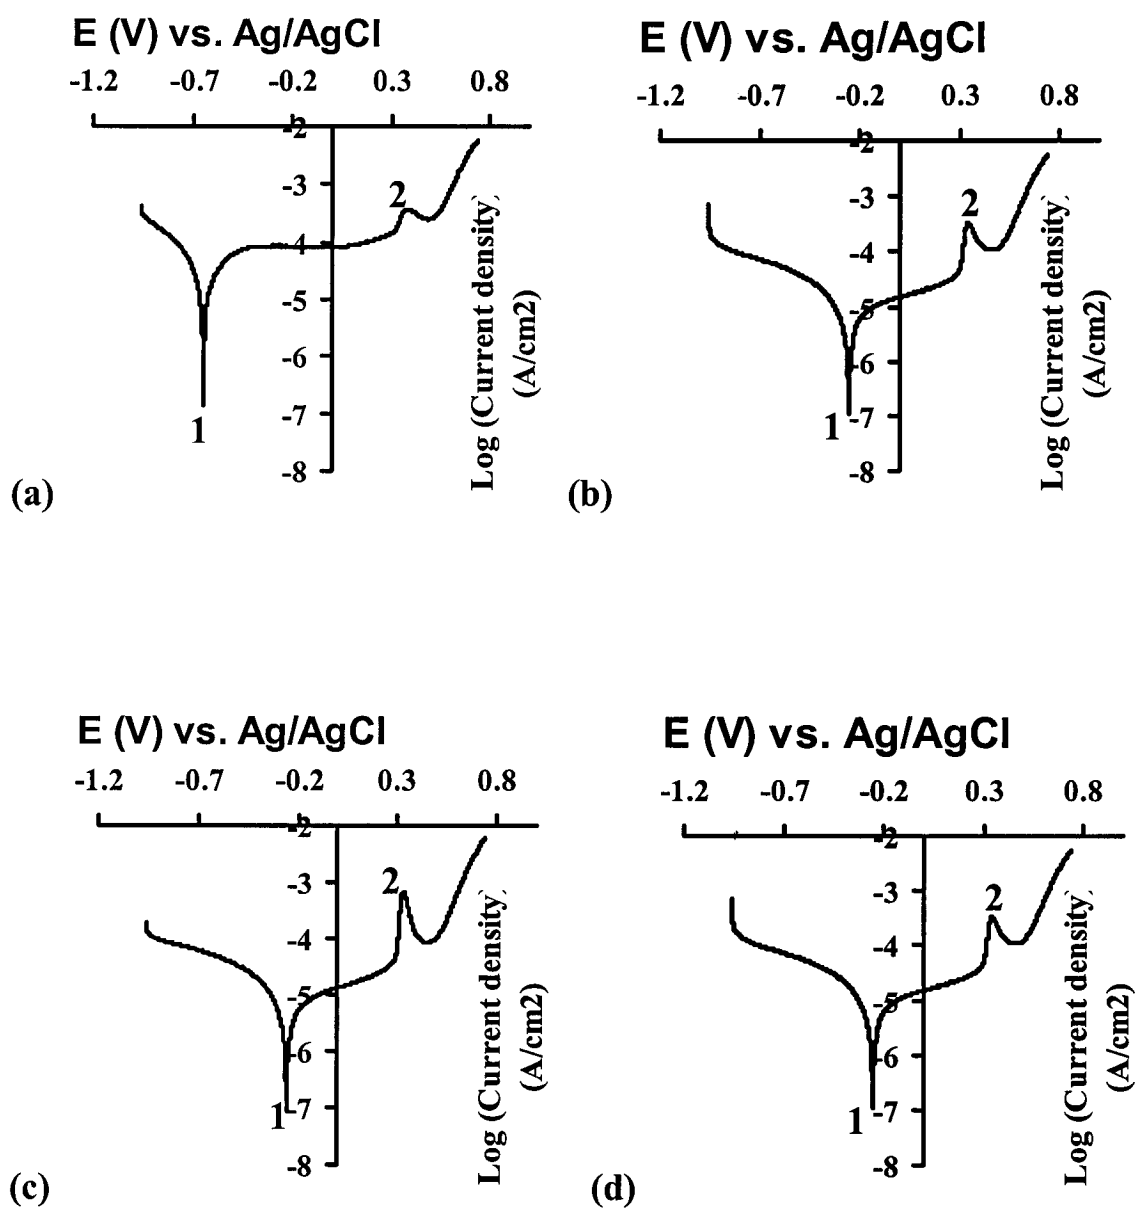 E (V) vs. Ag/AgCl
-1.2 -0.7 -0.2 0.3 0.8
-2
-3
-4
-5
-6
-7
-8
1
2
Log (Current density)
(A/cm2)
(a)
E (V) vs. Ag/AgCl
-1.2 -0.7 -0.2 0.3 0.8
-2
-3
-4
-5
-6
-7
-8
1
2
Log (Current density)
(A/cm2)
(b)
E (V) vs. Ag/AgCl
-1.2 -0.7 -0.2 0.3 0.8
-2
-3
-4
-5
-6
-7
-8
1
2
Log (Current density)
(A/cm2)
(c)
E (V) vs. Ag/AgCl
-1.2 -0.7 -0.2 0.3 0.8
-2
-3
-4
-5
-6
-7
-8
1
2
Log (Current density)
(A/cm2)
(d)